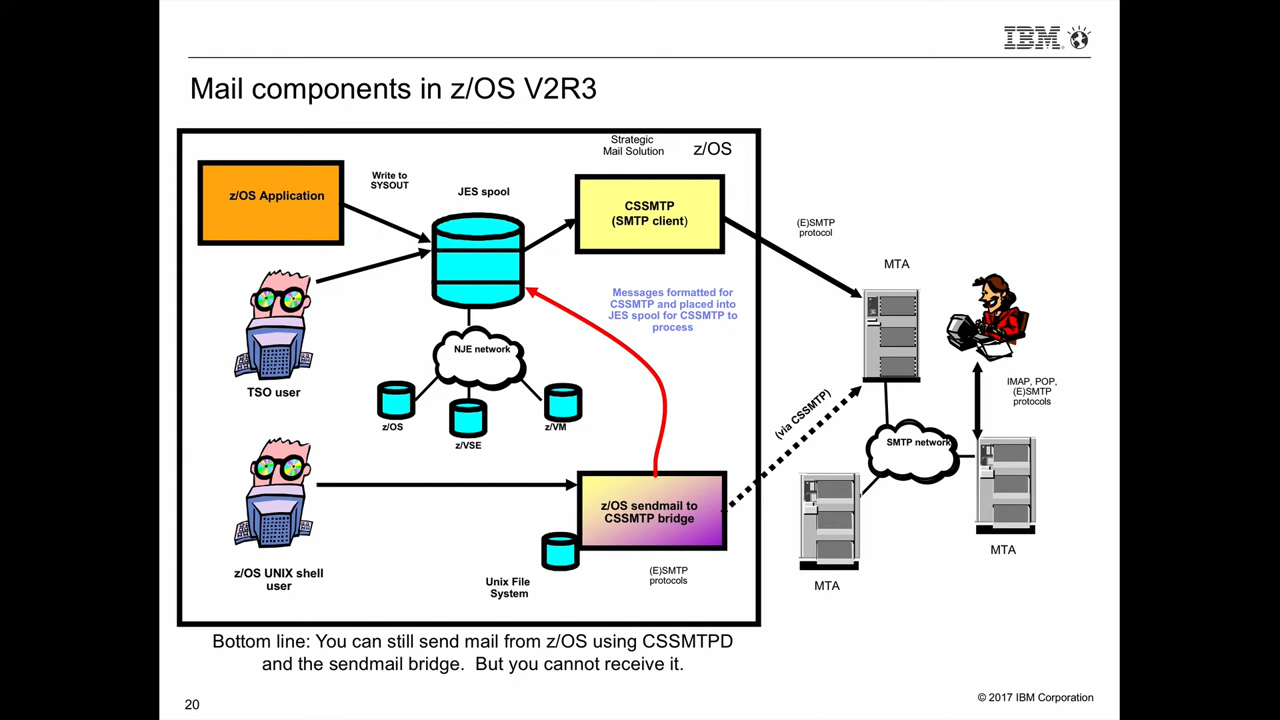 IBM
Mail components in z/OS V2R3
Strategic
Mail Solution
z/OS
z/OS Application
Write to
SYSOUT
JES spool
CSSMTP
(SMTP client)
(E)SMTP
protocol
MTA
Messages formatted for
CSSMTP and placed into
JES spool for CSSMTP to
process
NJE network
TSO user
z/OS
z/VSE
z/VM
IMAP, POP,
(E)SMTP
protocols
(via CSSMTP)
SMTP network
z/OS sendmail to
CSSMTP bridge
z/OS UNIX shell
user
Unix File
System
(E)SMTP
protocols
MTA
MTA
Bottom line: You can still send mail from z/OS using CSSMTPD
and the sendmail bridge. But you cannot receive it.
20
© 2017 IBM Corporation